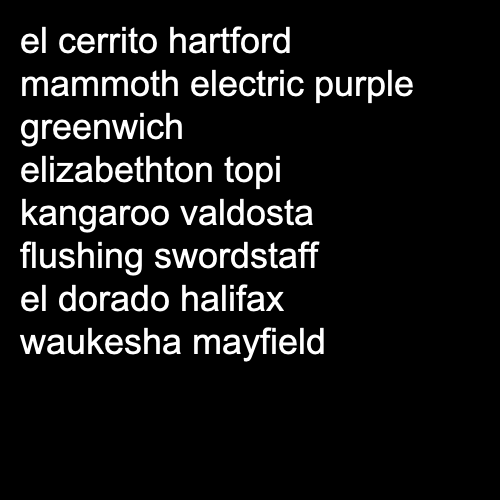 el cerrito hartford
mammoth electric purple
greenwich
elizabethton topi
kangaroo valdosta
flushing swordstaff
el dorado halifax
waukesha mayfield